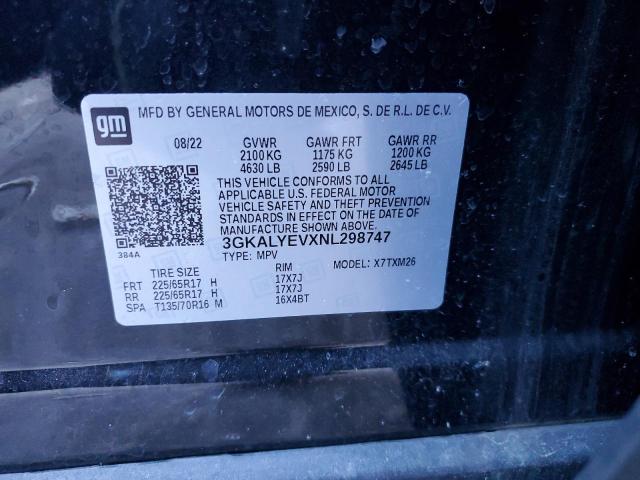 gm
MFD BY GENERAL MOTORS DE MEXICO, S. DE R.L. DE C.V.
08/22 GVWR GAWR FRT GAWR RR
2100 KG 1175 KG 1200 KG
4630 LB 2590 LB 2645 LB
THIS VEHICLE CONFORMS TO ALL
APPLICABLE U.S. FEDERAL MOTOR
VEHICLE SAFETY AND THEFT PREVENTION
STANDARDS IN EFFECT ON THE DATE OF
MANUFACTURE SHOWN ABOVE.
3GKALYEVXNL298747
384A
TYPE: MPV MODEL: X7TXM26
TIRE SIZE RIM
FRT 225/65R17 H 17X7J
RR 225/65R17 H 17X7J
SPA T135/70R16 M 16X4BT